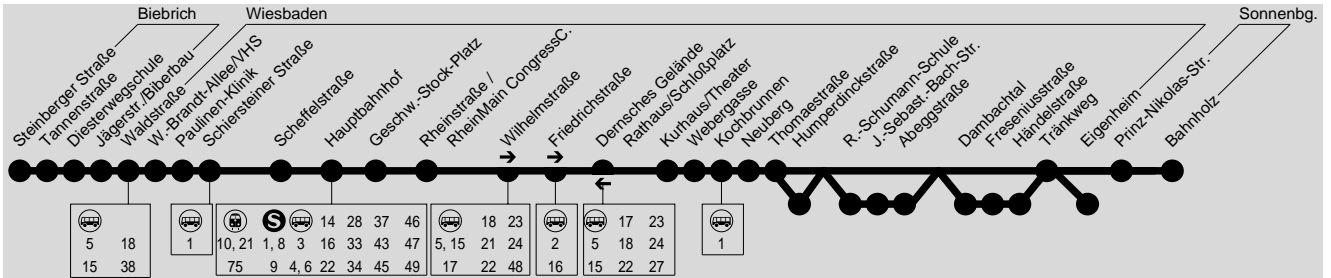 Biebrich
Wiesbaden
Sonnenbg.
Steinberger Straße
Tannenstraße
Diesterwegschule
Jägerstr./Biberbau
Waldstraße
W.-Brandt-Allee/VHS
Paulinen-Klinik
Schiersteiner Straße
Scheffelstraße
Hauptbahnhof
Geschw.-Stock-Platz
Rheinstraße /
RheinMain CongressC.
Wilhelmstraße
Friedrichstraße
Dernsches Gelände
Rathaus/Schloßplatz
Kurhaus/Theater
Webergasse
Kochbrunnen
Neuberg
Thomaestraße
Humperdinckstraße
R.-Schumann-Schule
J.-Sebast.-Bach-Str.
Abeggstraße
Dambachtal
Freseniusstraße
Händelstraße
Tränkweg
Eigenheim
Prinz-Nikolas-Str.
Bahnholz
5 18
15 38
1
S 14 28 37 46
10, 21 1, 8 3 16 33 43 47
75 9 4, 6 22 34 45 49
18 23
5, 15 21 24
17 22 48
2
16
17 23
5 18 24
15 22 27
1